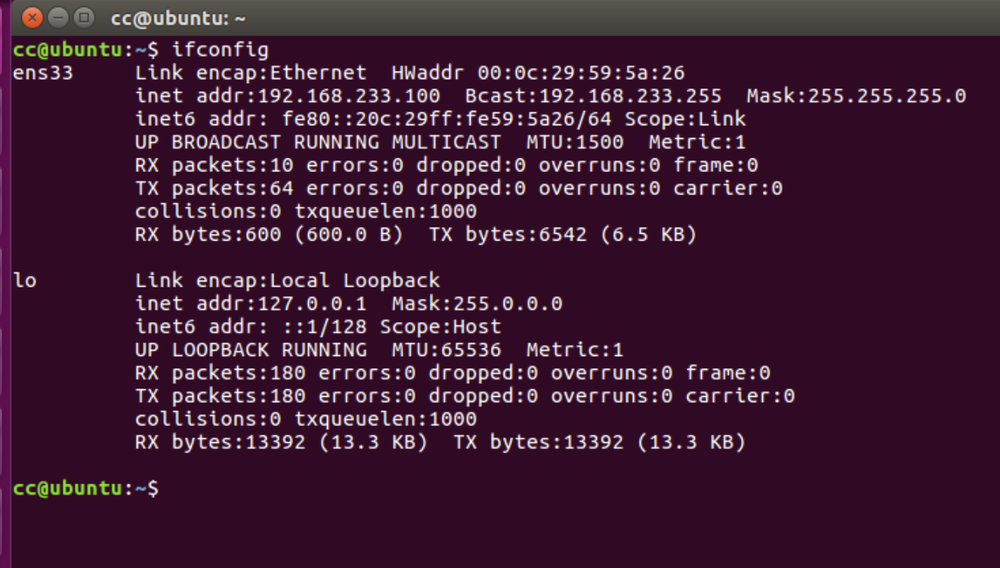 cc@ubuntu: ~
cc@ubuntu:~$ ifconfig
ens33     Link encap:Ethernet  HWaddr 00:0c:29:59:5a:26
          inet addr:192.168.233.100  Bcast:192.168.233.255  Mask:255.255.255.0
          inet6 addr: fe80::20c:29ff:fe59:5a26/64 Scope:Link
          UP BROADCAST RUNNING MULTICAST  MTU:1500  Metric:1
          RX packets:10 errors:0 dropped:0 overruns:0 frame:0
          TX packets:64 errors:0 dropped:0 overruns:0 carrier:0
          collisions:0 txqueuelen:1000
          RX bytes:600 (600.0 B)  TX bytes:6542 (6.5 KB)

lo        Link encap:Local Loopback
          inet addr:127.0.0.1  Mask:255.0.0.0
          inet6 addr: ::1/128 Scope:Host
          UP LOOPBACK RUNNING  MTU:65536  Metric:1
          RX packets:180 errors:0 dropped:0 overruns:0 frame:0
          TX packets:180 errors:0 dropped:0 overruns:0 carrier:0
          collisions:0 txqueuelen:1000
          RX bytes:13392 (13.3 KB)  TX bytes:13392 (13.3 KB)

cc@ubuntu:~$